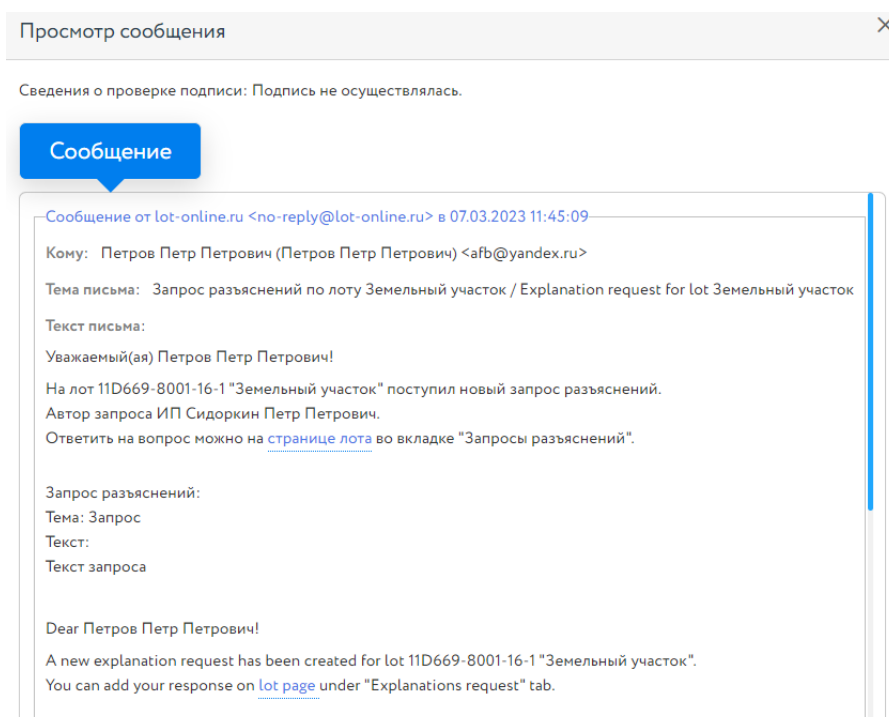 Просмотр сообщения
Сведения о проверке подписи: Подпись не осуществлялась.
Сообщение
Сообщение от lot-online.ru <no-reply@lot-online.ru> в 07.03.2023 11:45:09
Кому: Петров Петр Петрович (Петров Петр Петрович) <afb@yandex.ru>
Тема письма: Запрос разъяснений по лоту Земельный участок / Explanation request for lot Земельный участок
Текст письма:
Уважаемый(ая) Петров Петр Петрович!
На лот 11D669-8001-16-1 "Земельный участок" поступил новый запрос разъяснений.
Автор запроса ИП Сидоркин Петр Петрович.
Ответить на вопрос можно на странице лота во вкладке "Запросы разъяснений".
Запрос разъяснений:
Тема: Запрос
Текст:
Текст запроса
Dear Петров Петр Петрович!
A new explanation request has been created for lot 11D669-8001-16-1 "Земельный участок".
You can add your response on lot page under "Explanations request" tab.